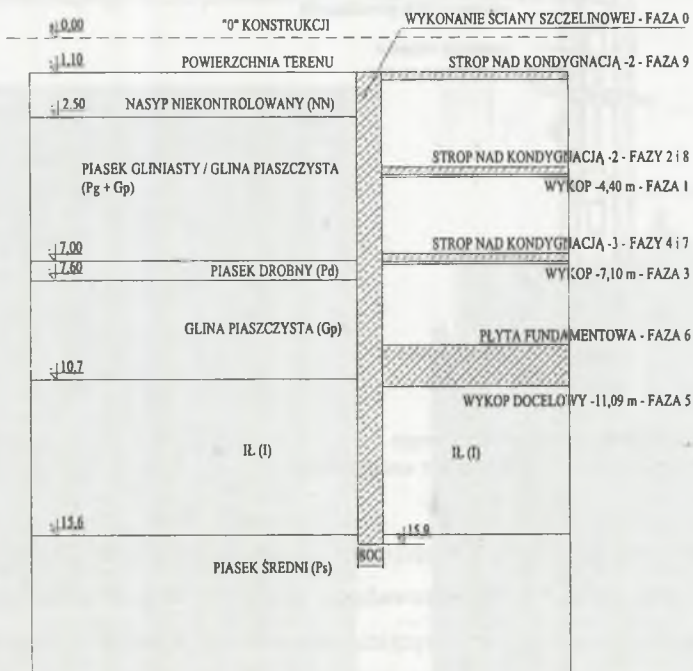 ±0,00
"0" KONSTRUKCJI
WYKONANIE ŚCIANY SZCZELINOWEJ - FAZA 0
-1,10
POWIERZCHNIA TERENU
STROP NAD KONDYGNACJĄ -2 - FAZA 9
-2.50
NASYP NIEKONTROLOWANY (NN)
STROP NAD KONDYGNACJĄ -2 - FAZY 2 i 8
PIASEK GLINIASTY / GLINA PIASZCZYSTA
(Pg + Gp)
WYKOP -4,40 m - FAZA 1
-7,00
STROP NAD KONDYGNACJĄ -3 - FAZY 4 i 7
-7.60
PIASEK DROBNY (Pd)
WYKOP -7,10 m - FAZA 3
GLINA PIASZCZYSTA (Gp)
PŁYTA FUNDAMENTOWA - FAZA 6
-10,7
WYKOP DOCELOWY -11,09 m - FAZA 5
IŁ (I)
IŁ (I)
-15,6
-15,9
PIASEK ŚREDNI (Ps)